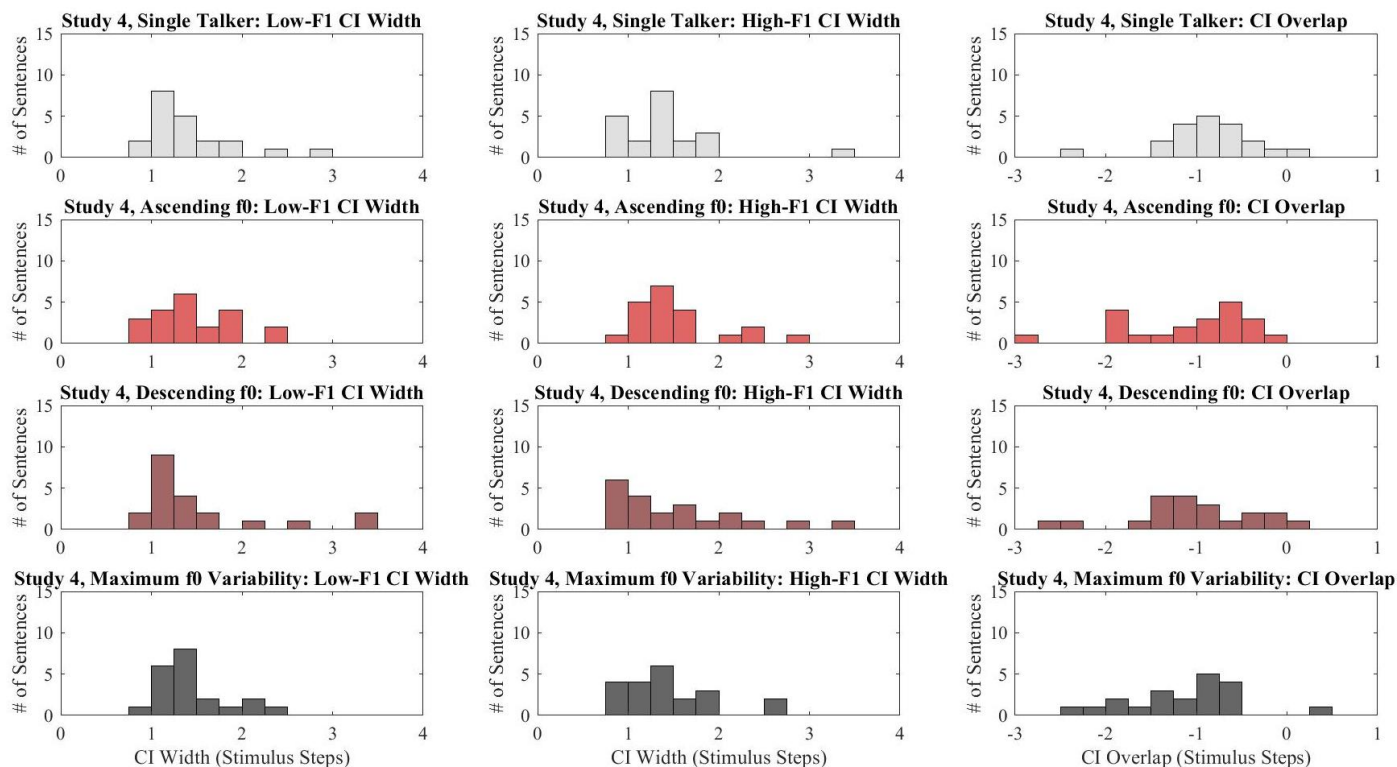 Study 4, Single Talker: Low-F1 CI Width
Study 4, Single Talker: High-F1 CI Width
Study 4, Single Talker: CI Overlap
# of Sentences
15
10
5
0
0 1 2 3 4
# of Sentences
15
10
5
0
0 1 2 3 4
# of Sentences
15
10
5
0
-3 -2 -1 0 1
Study 4, Ascending f0: Low-F1 CI Width
Study 4, Ascending f0: High-F1 CI Width
Study 4, Ascending f0: CI Overlap
# of Sentences
15
10
5
0
0 1 2 3 4
# of Sentences
15
10
5
0
0 1 2 3 4
# of Sentences
15
10
5
0
-3 -2 -1 0 1
Study 4, Descending f0: Low-F1 CI Width
Study 4, Descending f0: High-F1 CI Width
Study 4, Descending f0: CI Overlap
# of Sentences
15
10
5
0
0 1 2 3 4
# of Sentences
15
10
5
0
0 1 2 3 4
# of Sentences
15
10
5
0
-3 -2 -1 0 1
Study 4, Maximum f0 Variability: Low-F1 CI Width
Study 4, Maximum f0 Variability: High-F1 CI Width
Study 4, Maximum f0 Variability: CI Overlap
# of Sentences
15
10
5
0
0 1 2 3 4
CI Width (Stimulus Steps)
# of Sentences
15
10
5
0
0 1 2 3 4
CI Width (Stimulus Steps)
# of Sentences
15
10
5
0
-3 -2 -1 0 1
CI Overlap (Stimulus Steps)